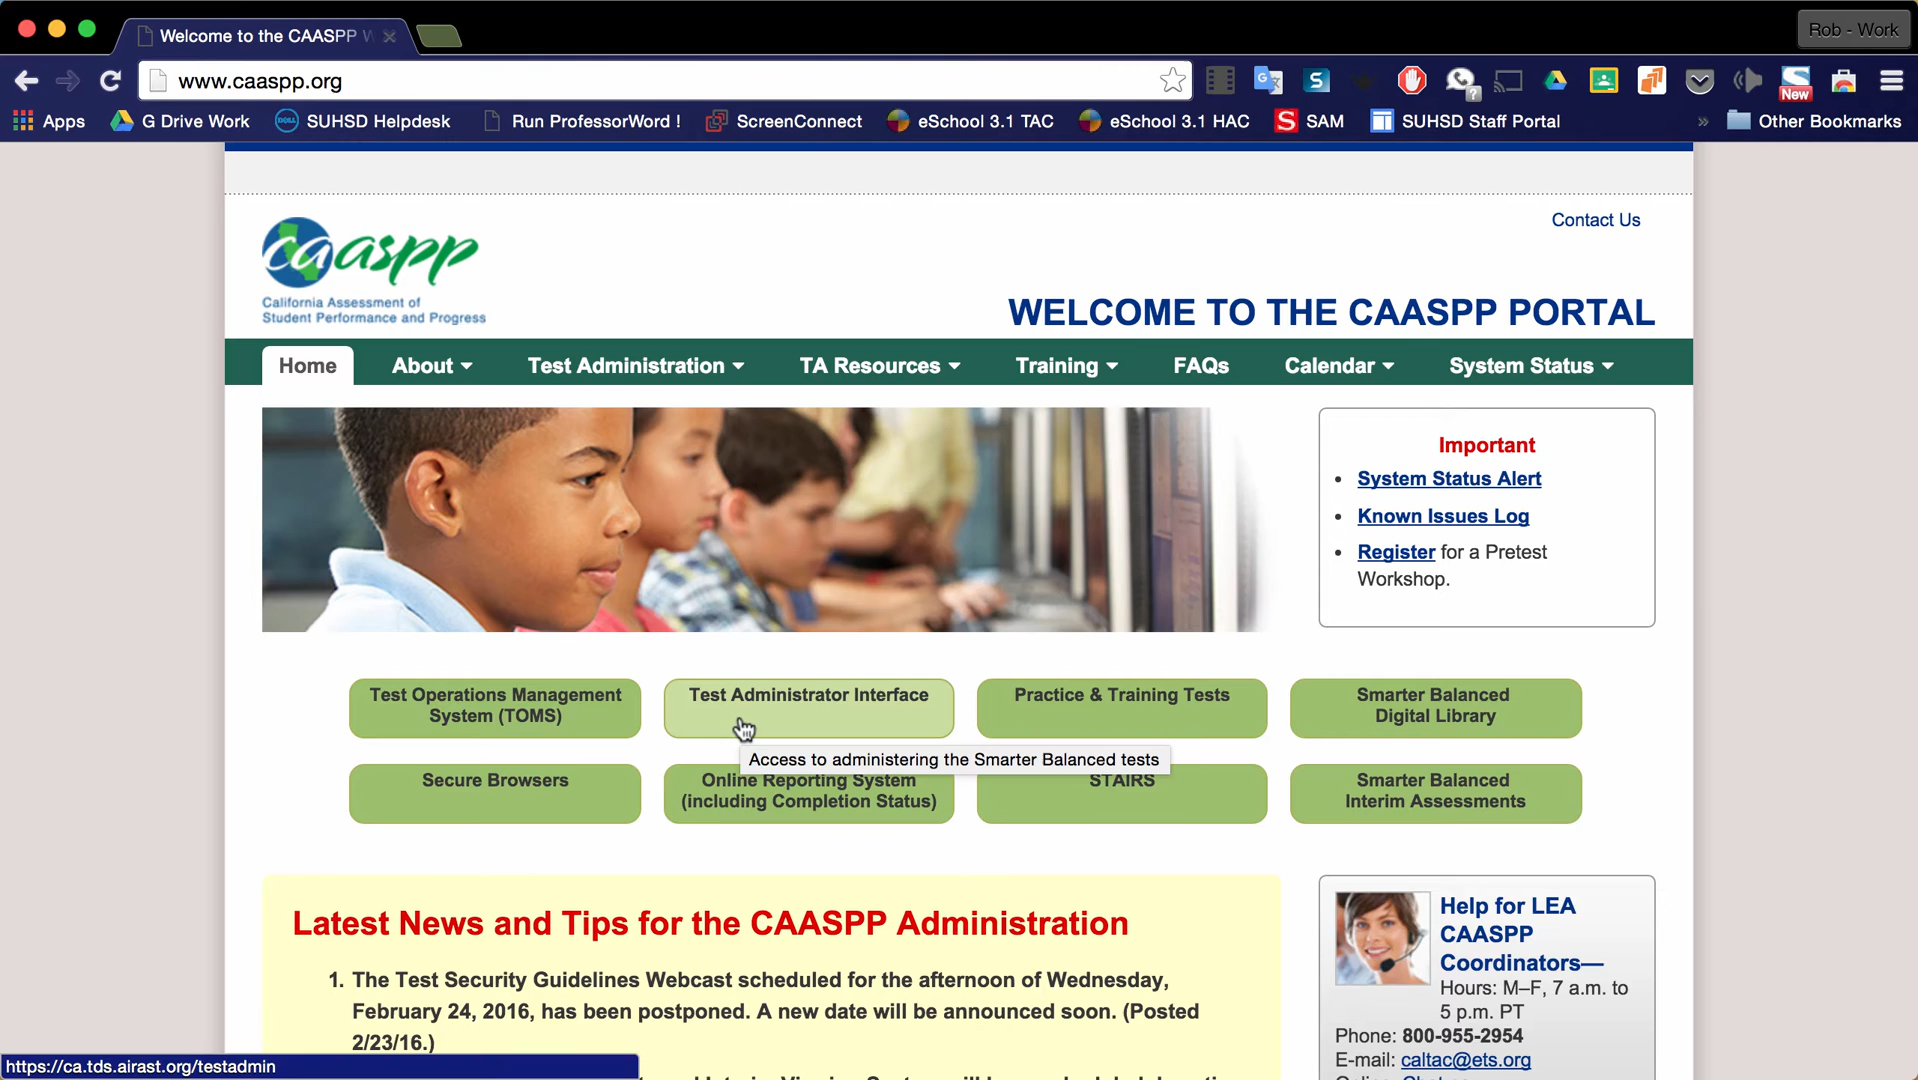 Welcome to the CAASPP W
Rob - Work
www.caaspp.org
New
Apps G Drive Work SUHSD Helpdesk Run ProfessorWord ! ScreenConnect eSchool 3.1 TAC eSchool 3.1 HAC SAM SUHSD Staff Portal » Other Bookmarks
Contact Us
caaspp
California Assessment of
Student Performance and Progress
WELCOME TO THE CAASPP PORTAL
Home About Test Administration TA Resources Training FAQs Calendar System Status
Important
• System Status Alert
• Known Issues Log
• Register for a Pretest
Workshop.
Test Operations Management
System (TOMS)
Test Administrator Interface
Practice & Training Tests
Smarter Balanced
Digital Library
Access to administering the Smarter Balanced tests
Secure Browsers
Online Reporting System
(including Completion Status)
STAIRS
Smarter Balanced
Interim Assessments
Latest News and Tips for the CAASPP Administration
1. The Test Security Guidelines Webcast scheduled for the afternoon of Wednesday,
February 24, 2016, has been postponed. A new date will be announced soon. (Posted
2/23/16.)
Help for LEA
CAASPP
Coordinators—
Hours: M–F, 7 a.m. to
5 p.m. PT
Phone: 800-955-2954
E-mail: caltac@ets.org
https://ca.tds.airast.org/testadmin